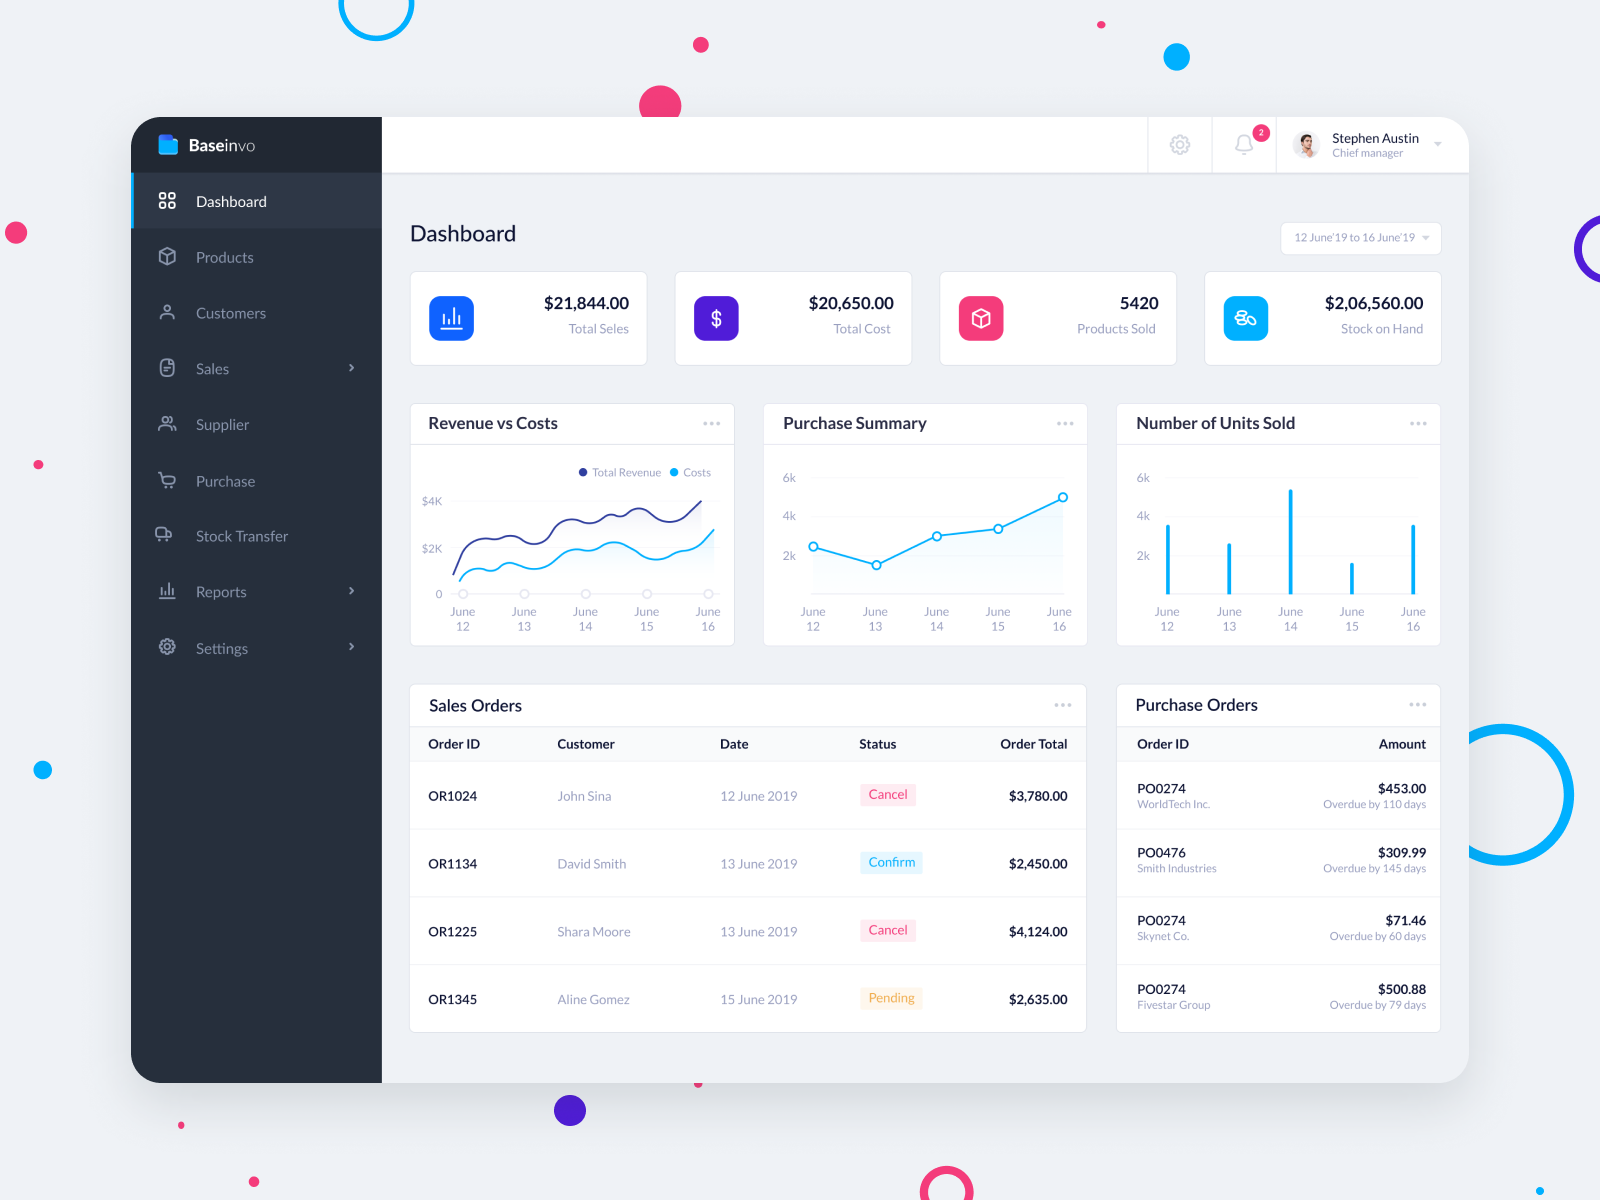 Baseinvo
2
Stephen Austin
Chief manager
Dashboard
Products
Customers
Sales
Supplier
Purchase
Stock Transfer
Reports
Settings
Dashboard
12 June'19 to 16 June'19
$21,844.00
Total Seles
$20,650.00
Total Cost
5420
Products Sold
$2,06,560.00
Stock on Hand
Revenue vs Costs
Total Revenue Costs
$4K
$2K
0
June June June June June
12 13 14 15 16
Purchase Summary
6k
4k
2k
June June June June June
12 13 14 15 16
Number of Units Sold
6k
4k
2k
June June June June June
12 13 14 15 16
Sales Orders
Order ID Customer Date Status Order Total
OR1024 John Sina 12 June 2019 Cancel $3,780.00
OR1134 David Smith 13 June 2019 Confirm $2,450.00
OR1225 Shara Moore 13 June 2019 Cancel $4,124.00
OR1345 Aline Gomez 15 June 2019 Pending $2,635.00
Purchase Orders
Order ID Amount
PO0274 $453.00
WorldTech Inc. Overdue by 110 days
PO0476 $309.99
Smith Industries Overdue by 145 days
PO0274 $71.46
Skynet Co. Overdue by 60 days
PO0274 $500.88
Fivestar Group Overdue by 79 days